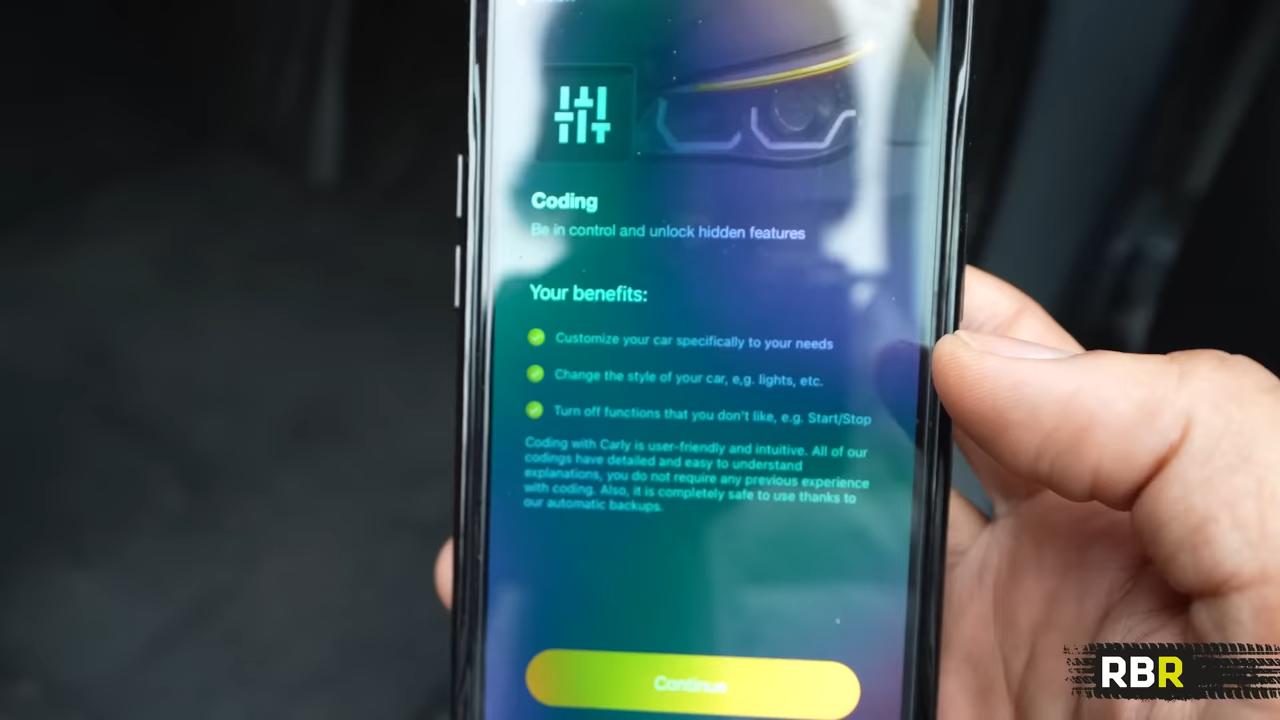 Coding
Be in control and unlock hidden features
Your benefits:
Customize your car specifically to your needs
Change the style of your car, e,g. lights, etc.
Turn off functions that you don't like, e.g. Start/Stop
Coding with Carly is user-friendly and intuitive. All of our
codings have detailed and easy to understand
explanations, you do not require any previous experience
with coding. Also, it is completely safe to use thanks to
our automatic backups.
Continue
RBR